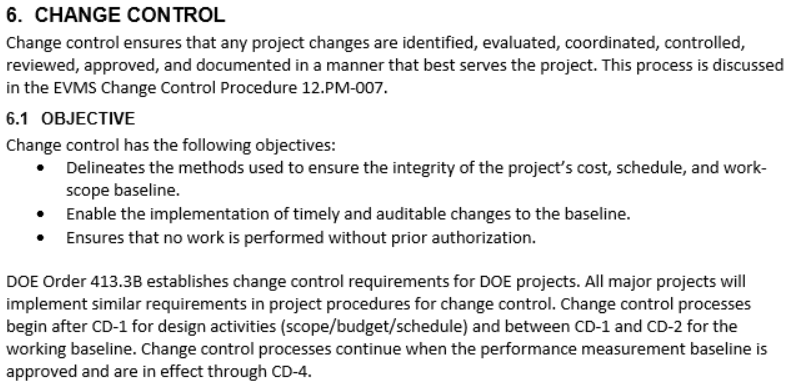 6. CHANGE CONTROL
Change control ensures that any project changes are identified, evaluated, coordinated, controlled,
reviewed, approved, and documented in a manner that best serves the project. This process is discussed
in the EVMS Change Control Procedure 12.PM-007.
6.1 OBJECTIVE
Change control has the following objectives:
• Delineates the methods used to ensure the integrity of the project's cost, schedule, and work-
scope baseline.
• Enable the implementation of timely and auditable changes to the baseline.
• Ensures that no work is performed without prior authorization.
DOE Order 413.3B establishes change control requirements for DOE projects. All major projects will
implement similar requirements in project procedures for change control. Change control processes
begin after CD-1 for design activities (scope/budget/schedule) and between CD-1 and CD-2 for the
working baseline. Change control processes continue when the performance measurement baseline is
approved and are in effect through CD-4.